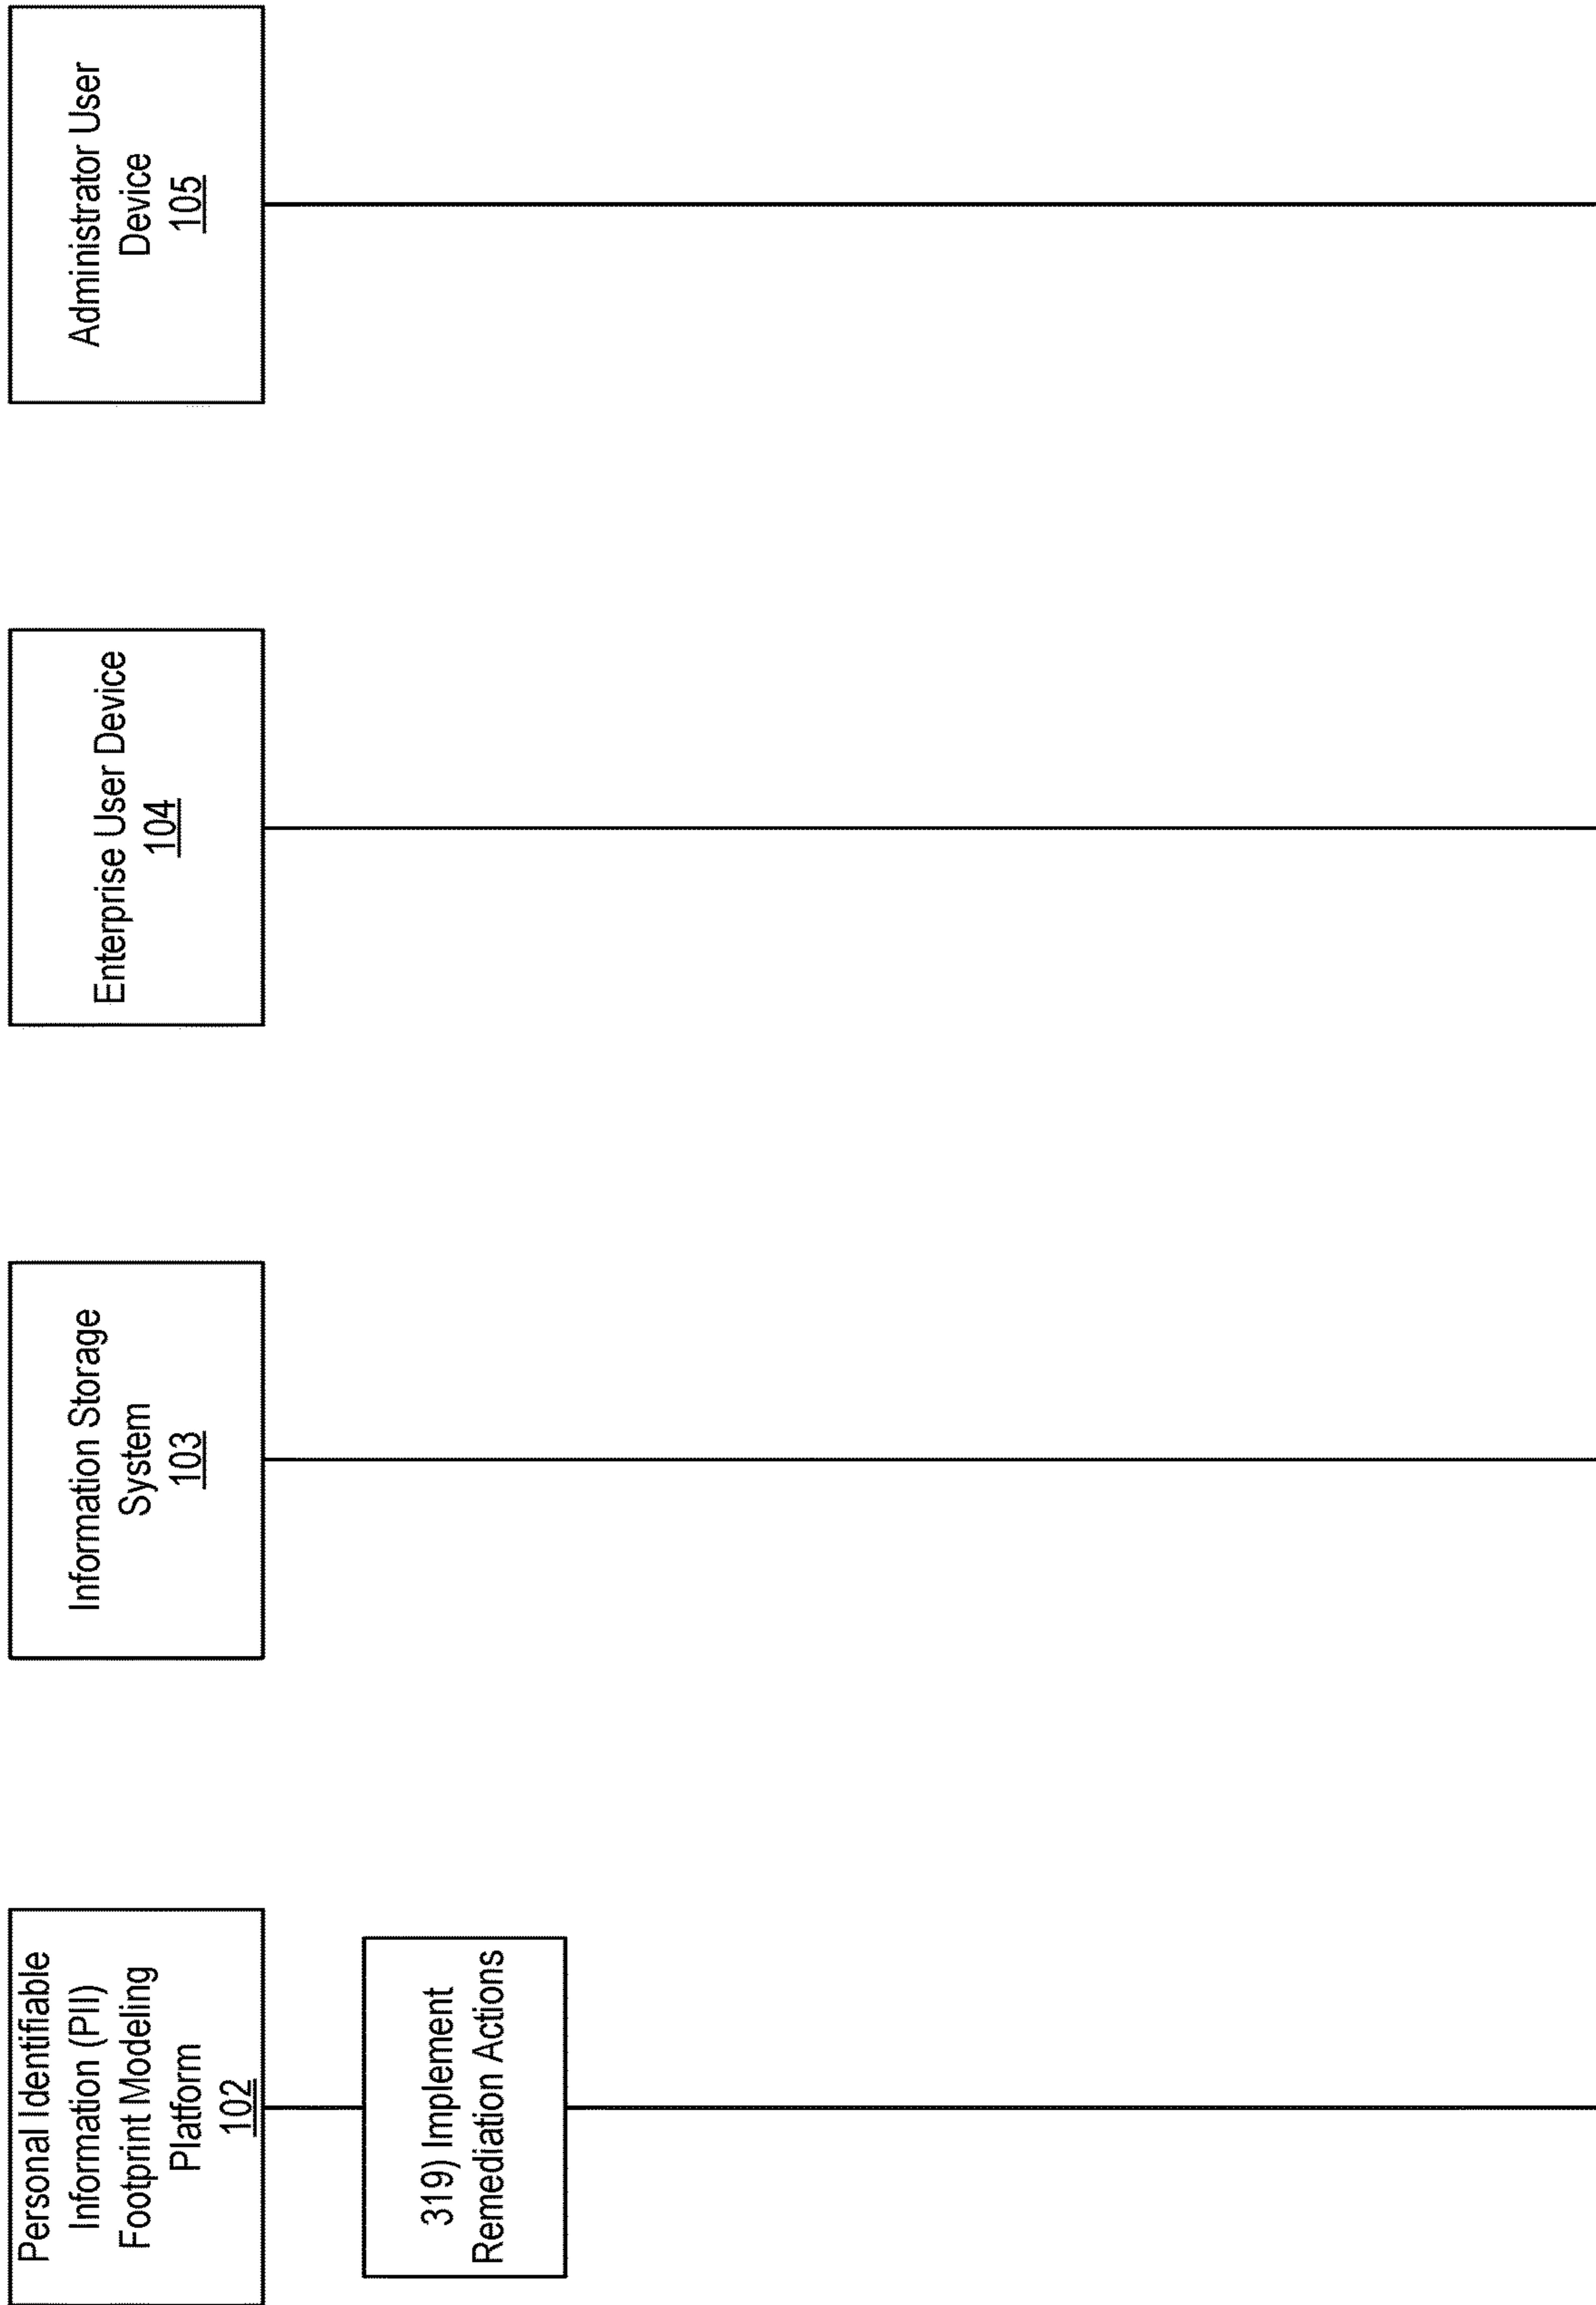 Personal Identifiable
Information (PII)
Footprint Modeling
Platform
102
Information Storage
System
103
Enterprise User Device
104
Administrator User
Device
105
319) Implement
Remediation Actions